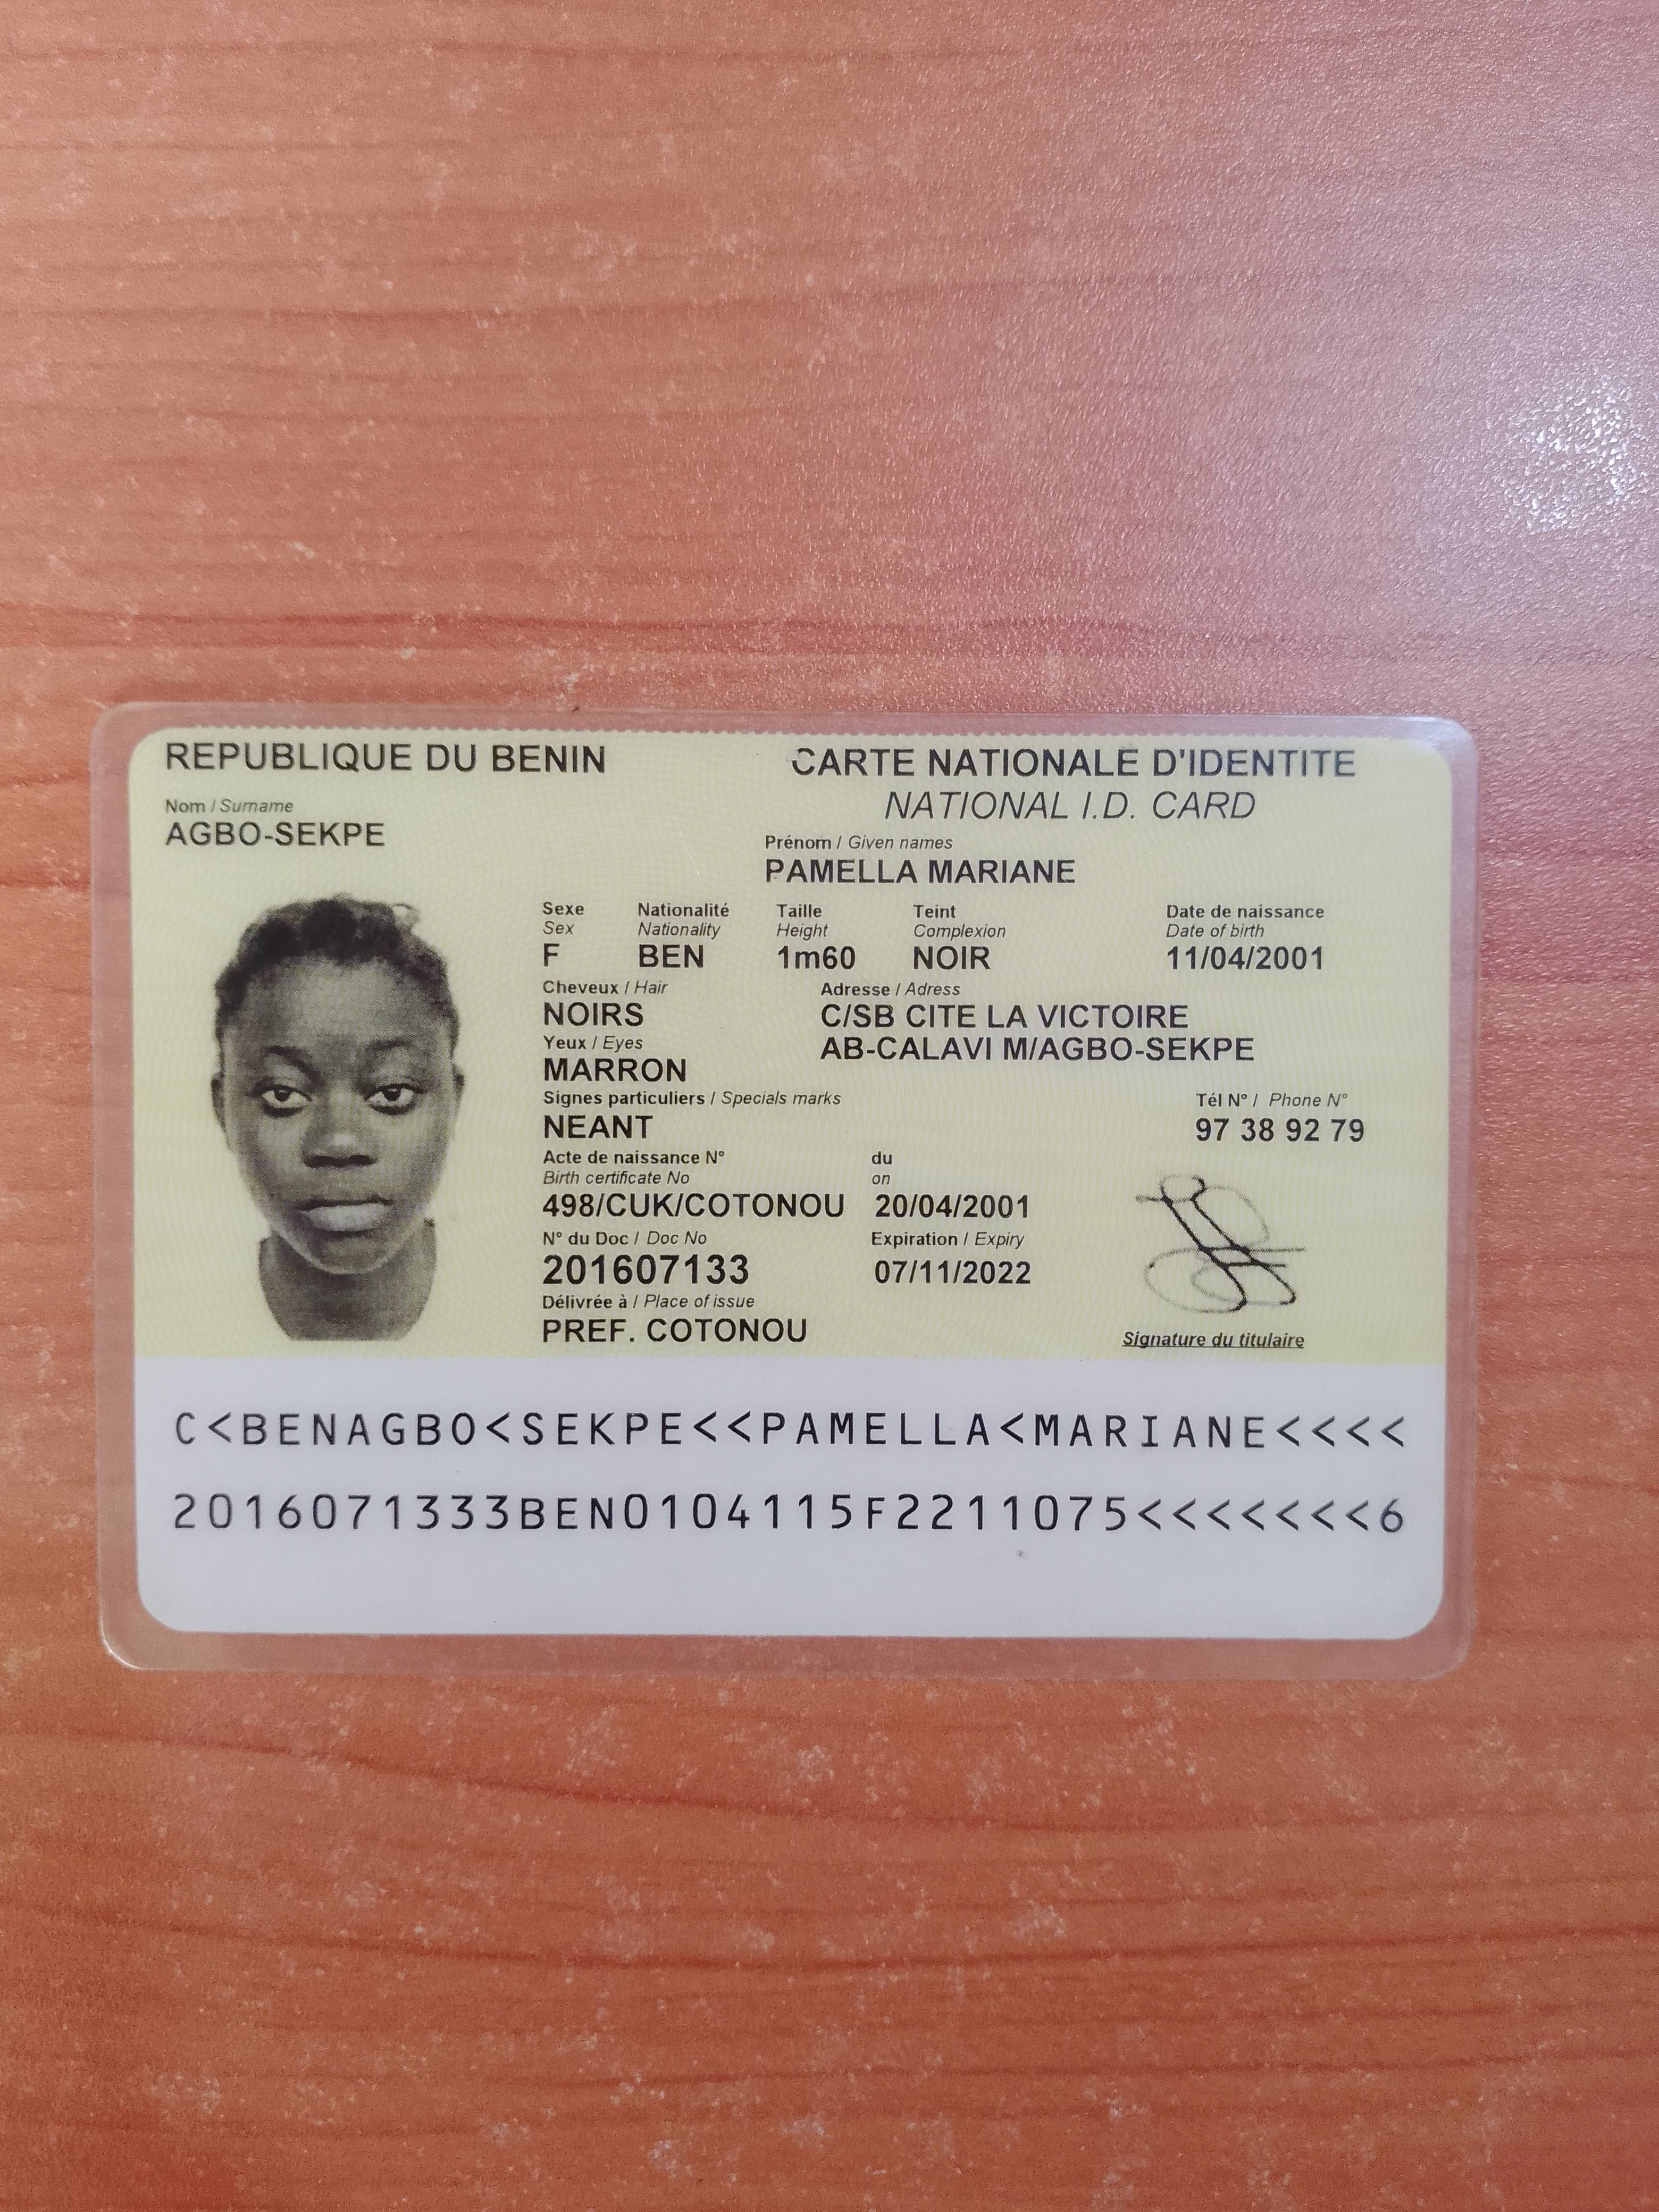 REPUBLIQUE DU BENIN
CARTE NATIONALE D'IDENTITE
NATIONAL I.D. CARD
Nom / Surname
AGBO-SEKPE
Prénom / Given names
PAMELLA MARIANE
Sexe Nationalité Taille Teint Date de naissance
Sex Nationality Height Complexion Date of birth
F BEN 1m60 NOIR 11/04/2001
Cheveux / Hair Adresse / Adress
NOIRS C/SB CITE LA VICTOIRE
Yeux / Eyes AB-CALAVI M/AGBO-SEKPE
MARRON
Signes particuliers / Specials marks Tél N° / Phone N°
NEANT 97 38 92 79
Acte de naissance N° du
Birth certificate No on
498/CUK/COTONOU 20/04/2001
N° du Doc / Doc No Expiration / Expiry
201607133 07/11/2022
Délivrée à / Place of issue
PREF. COTONOU
Signature du titulaire
C<BENAGBO<SEKPE<<PAMELLA<MARIANE<<<<
2016071333BEN0104115F2211075<<<<<<<6